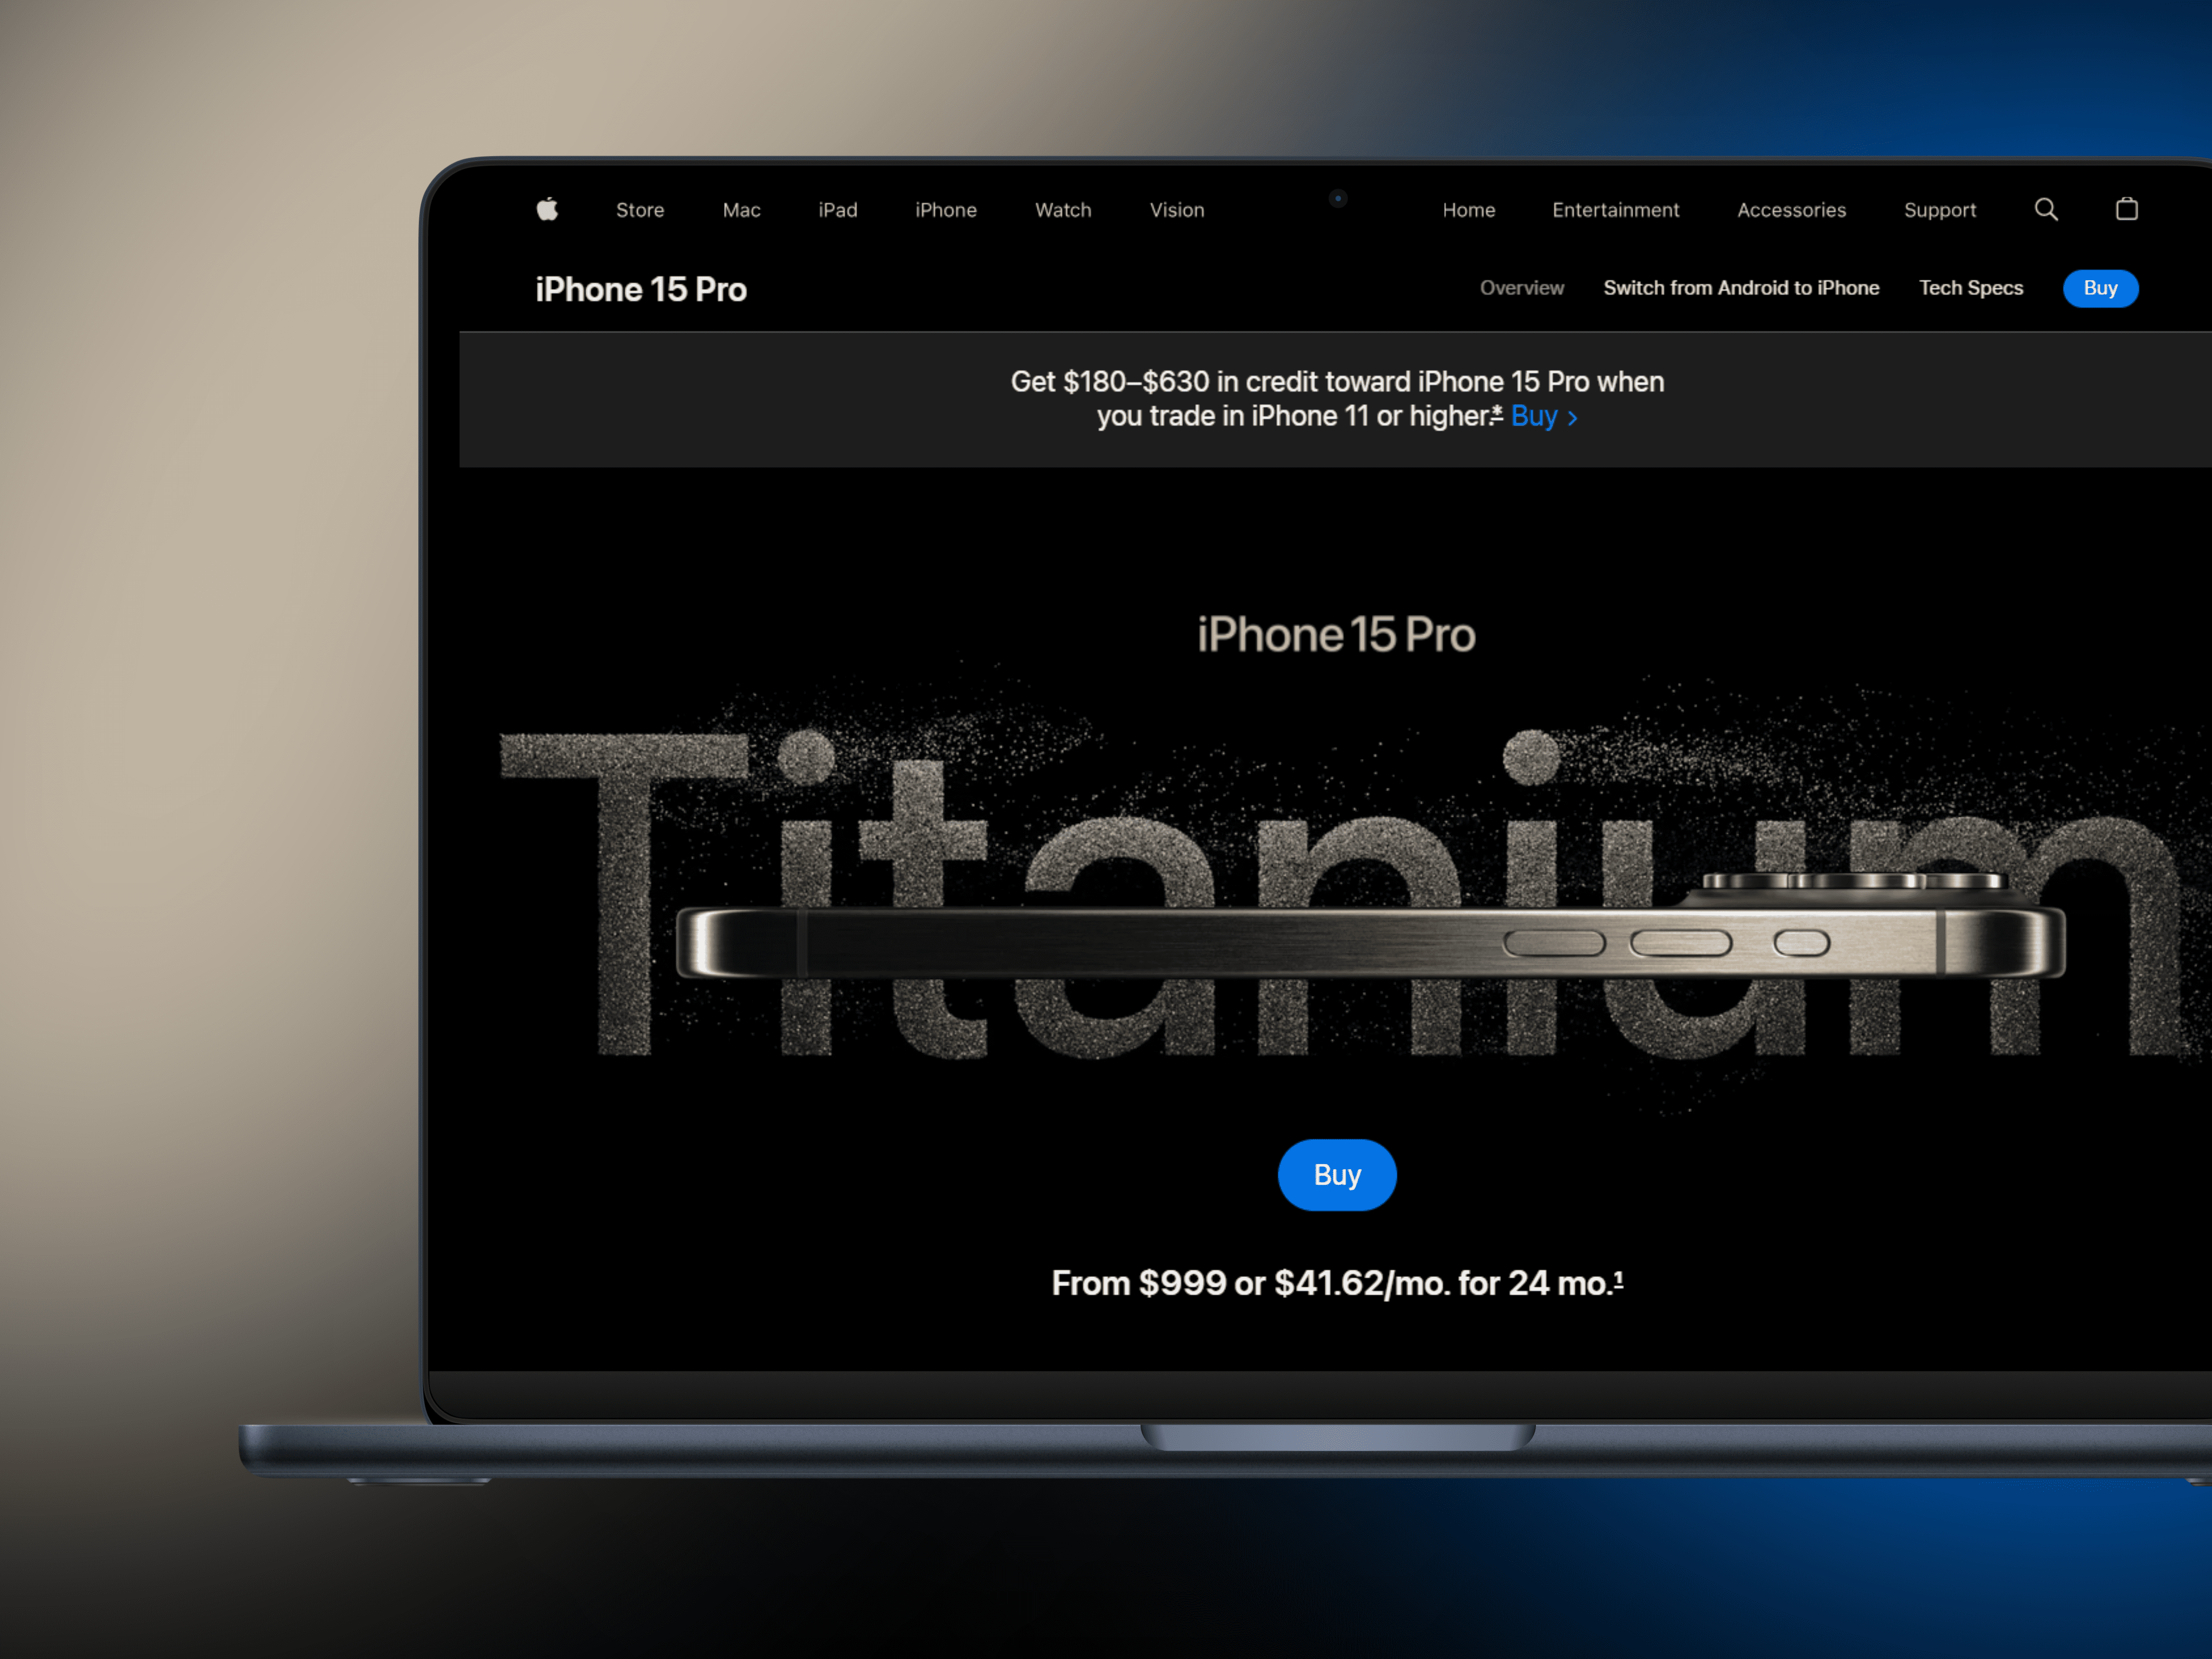 Store Mac iPad iPhone Watch Vision Home Entertainment Accessories Support
iPhone 15 Pro Overview Switch from Android to iPhone Tech Specs Buy
Get $180–$630 in credit toward iPhone 15 Pro when
you trade in iPhone 11 or higher.* Buy >
iPhone 15 Pro
Titanium
Buy
From $999 or $41.62/mo. for 24 mo.¹